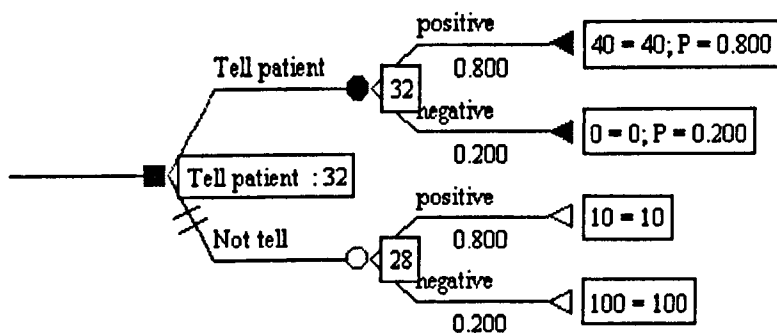 positive
40 = 40; P = 0.800
0.800
Tell patient
32
negative
0 = 0; P = 0.200
0.200
Tell patient : 32
positive
10 = 10
0.800
Not tell
28
negative
100 = 100
0.200